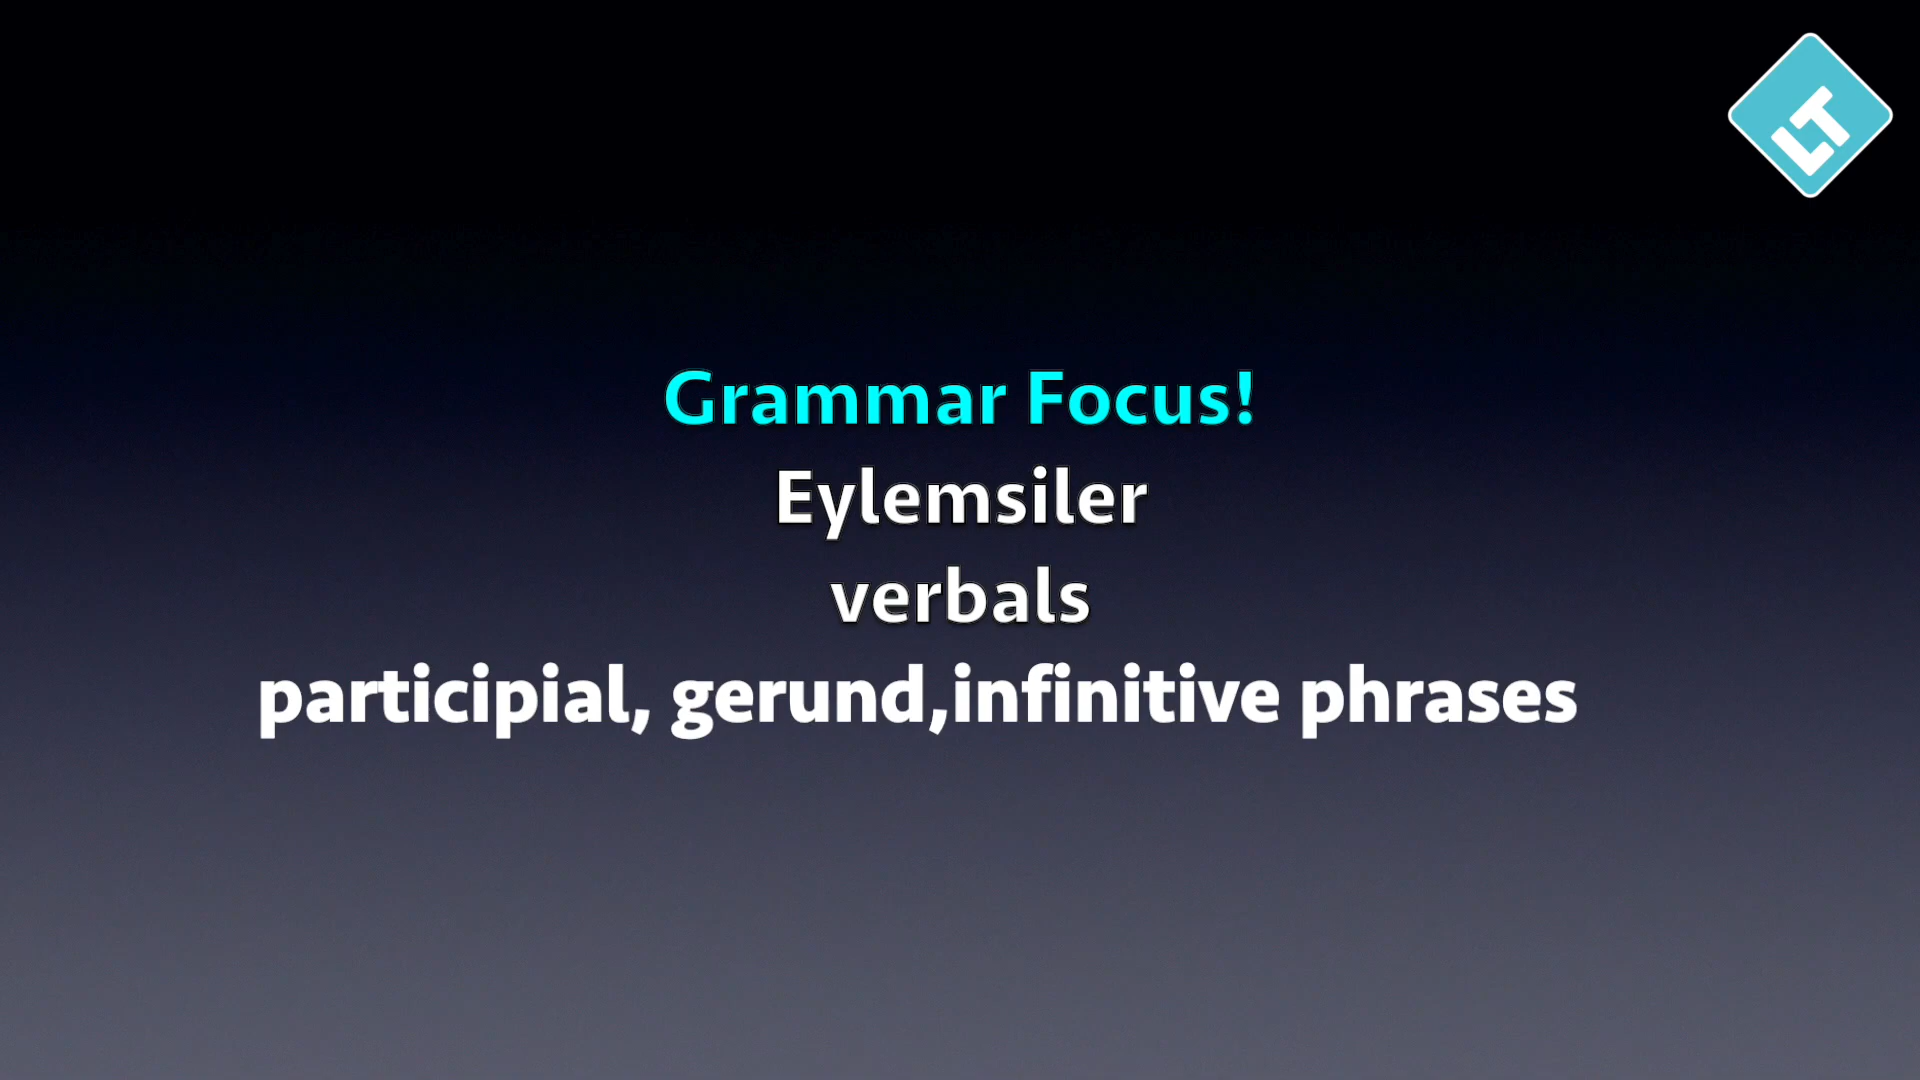 LT
Grammar Focus!
Eylemsiler
verbals
participial, gerund,infinitive phrases